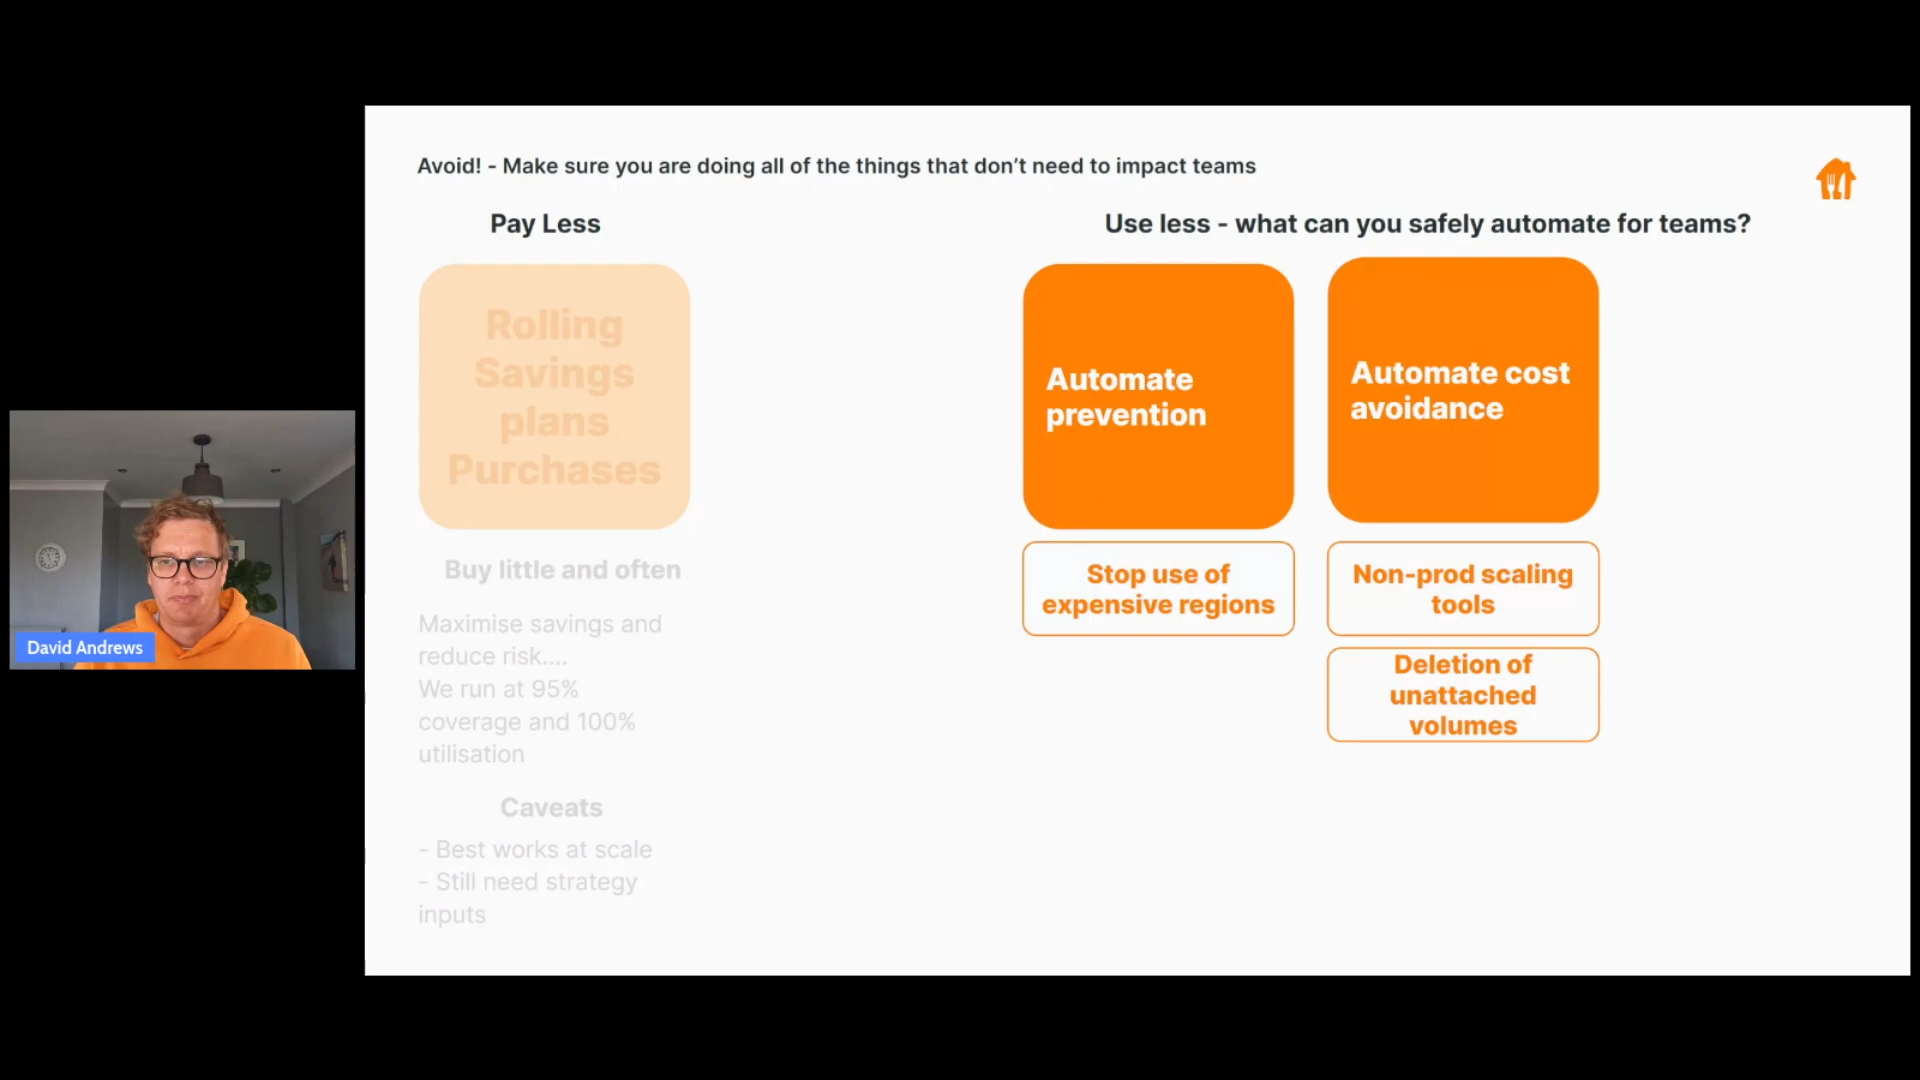 Avoid! - Make sure you are doing all of the things that don’t need to impact teams
Pay Less
Rolling
Savings
plans
Purchases
Buy little and often
Maximise savings and
reduce risk....
We run at 95%
coverage and 100%
utilisation
Caveats
- Best works at scale
- Still need strategy
inputs
Use less - what can you safely automate for teams?
Automate
prevention
Stop use of
expensive regions
Automate cost
avoidance
Non-prod scaling
tools
Deletion of
unattached
volumes
David Andrews